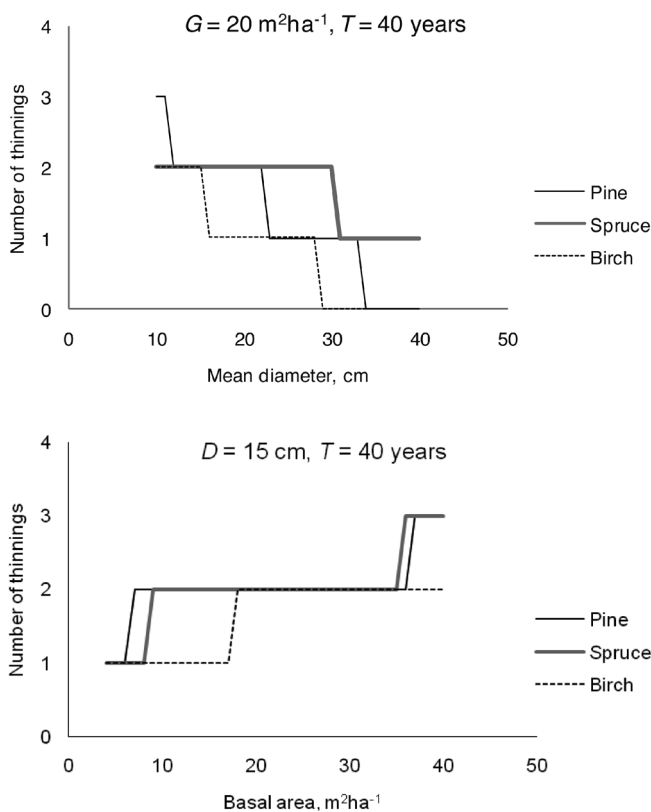 G = 20 m²ha⁻¹, T = 40 years
4
3
2
1
0
Number of thinnings
0 10 20 30 40 50
Mean diameter, cm
Pine
Spruce
Birch
D = 15 cm, T = 40 years
4
3
2
1
0
Number of thinnings
0 10 20 30 40 50
Basal area, m²ha⁻¹
Pine
Spruce
Birch